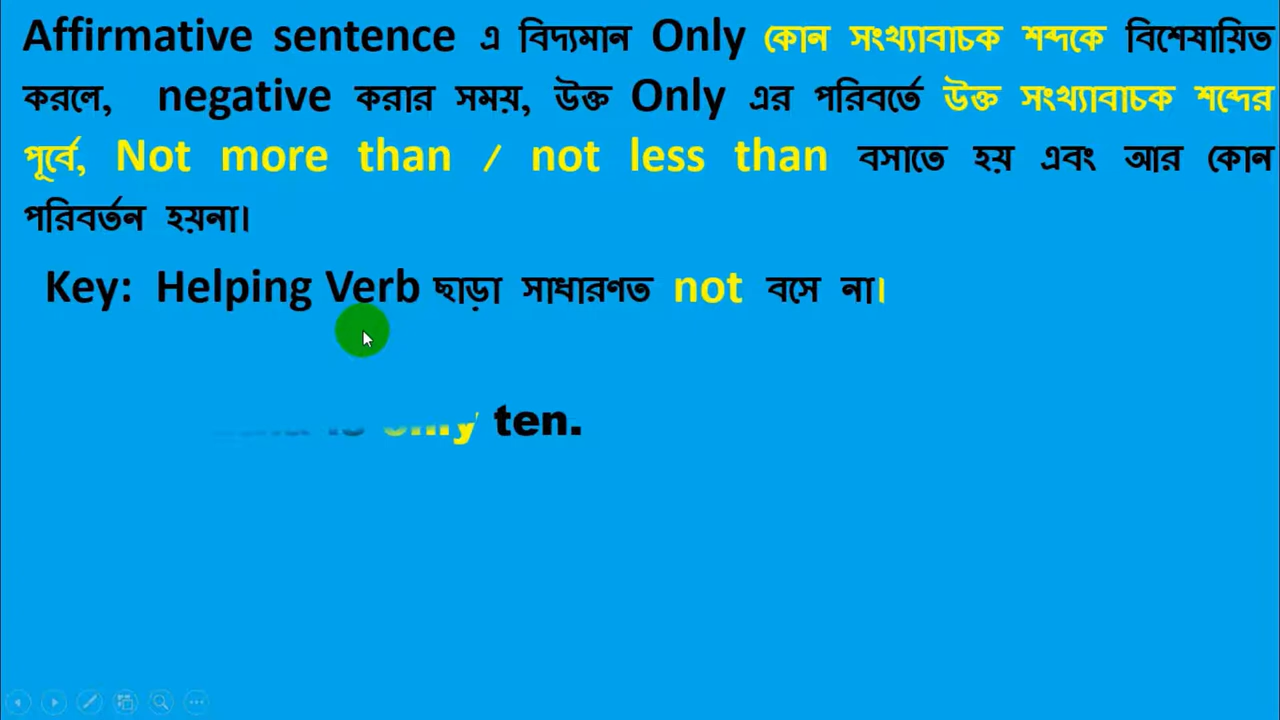 Affirmative sentence এ বিদ্যমান Only কোন সংখ্যাবাচক শব্দকে বিশেষায়িত
করলে, negative করার সময়, উক্ত Only এর পরিবর্তে উক্ত সংখ্যাবাচক শব্দের
পূর্বে, Not more than / not less than বসাতে হয় এবং আর কোন
পরিবর্তন হয়না।
Key: Helping Verb ছাড়া সাধারণত not বসে না।
is only ten.